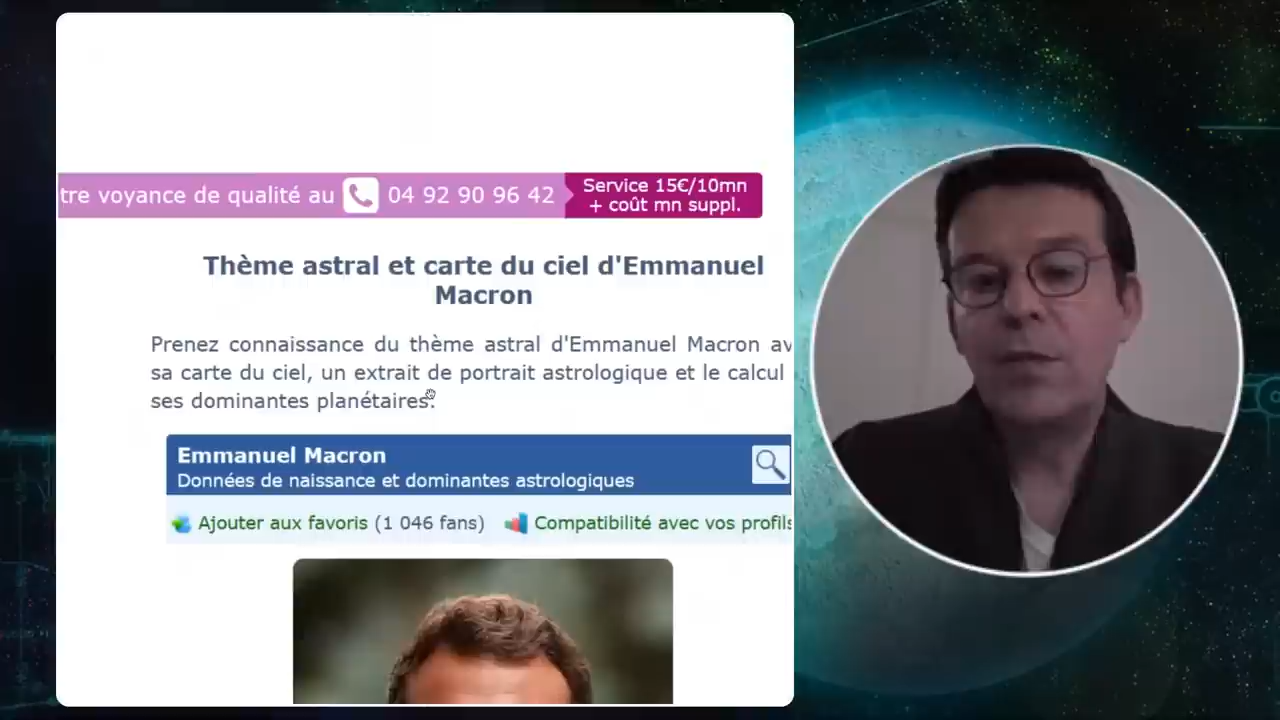 tre voyance de qualité au 04 92 90 96 42
Service 15€/10mn
+ coût mn suppl.
Thème astral et carte du ciel d'Emmanuel
Macron
Prenez connaissance du thème astral d'Emmanuel Macron av
sa carte du ciel, un extrait de portrait astrologique et le calcul
ses dominantes planétaires.
Emmanuel Macron
Données de naissance et dominantes astrologiques
Ajouter aux favoris (1 046 fans) Compatibilité avec vos profils